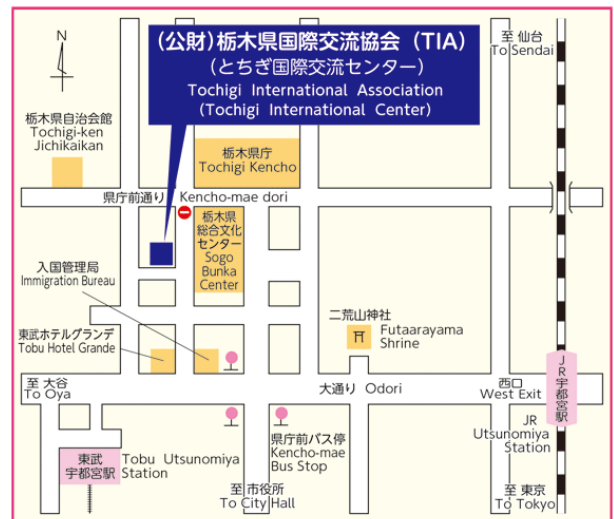 N
(公財)栃木県国際交流協会(TIA)
(とちぎ国際交流センター)
Tochigi International Association
(Tochigi International Center)
至 仙台
To Sendai
栃木県自治会館
Tochigi-ken
Jichikaikan
栃木県庁
Tochigi Kencho
県庁前通り Kencho-mae dori
栃木県
総合文化
センター
Sogo
Bunka
Center
入国管理局
Immigration Bureau
東武ホテルグランデ
Tobu Hotel Grande
二荒山神社
Futaarayama
Shrine
至 大谷
To Oya
大通り Odori
西口
West Exit
JR宇都宮駅
JR
Utsunomiya
Station
東武
宇都宮駅
Tobu Utsunomiya
Station
県庁前バス停
Kencho-mae
Bus Stop
至 市役所
To City Hall
至 東京
To Tokyo